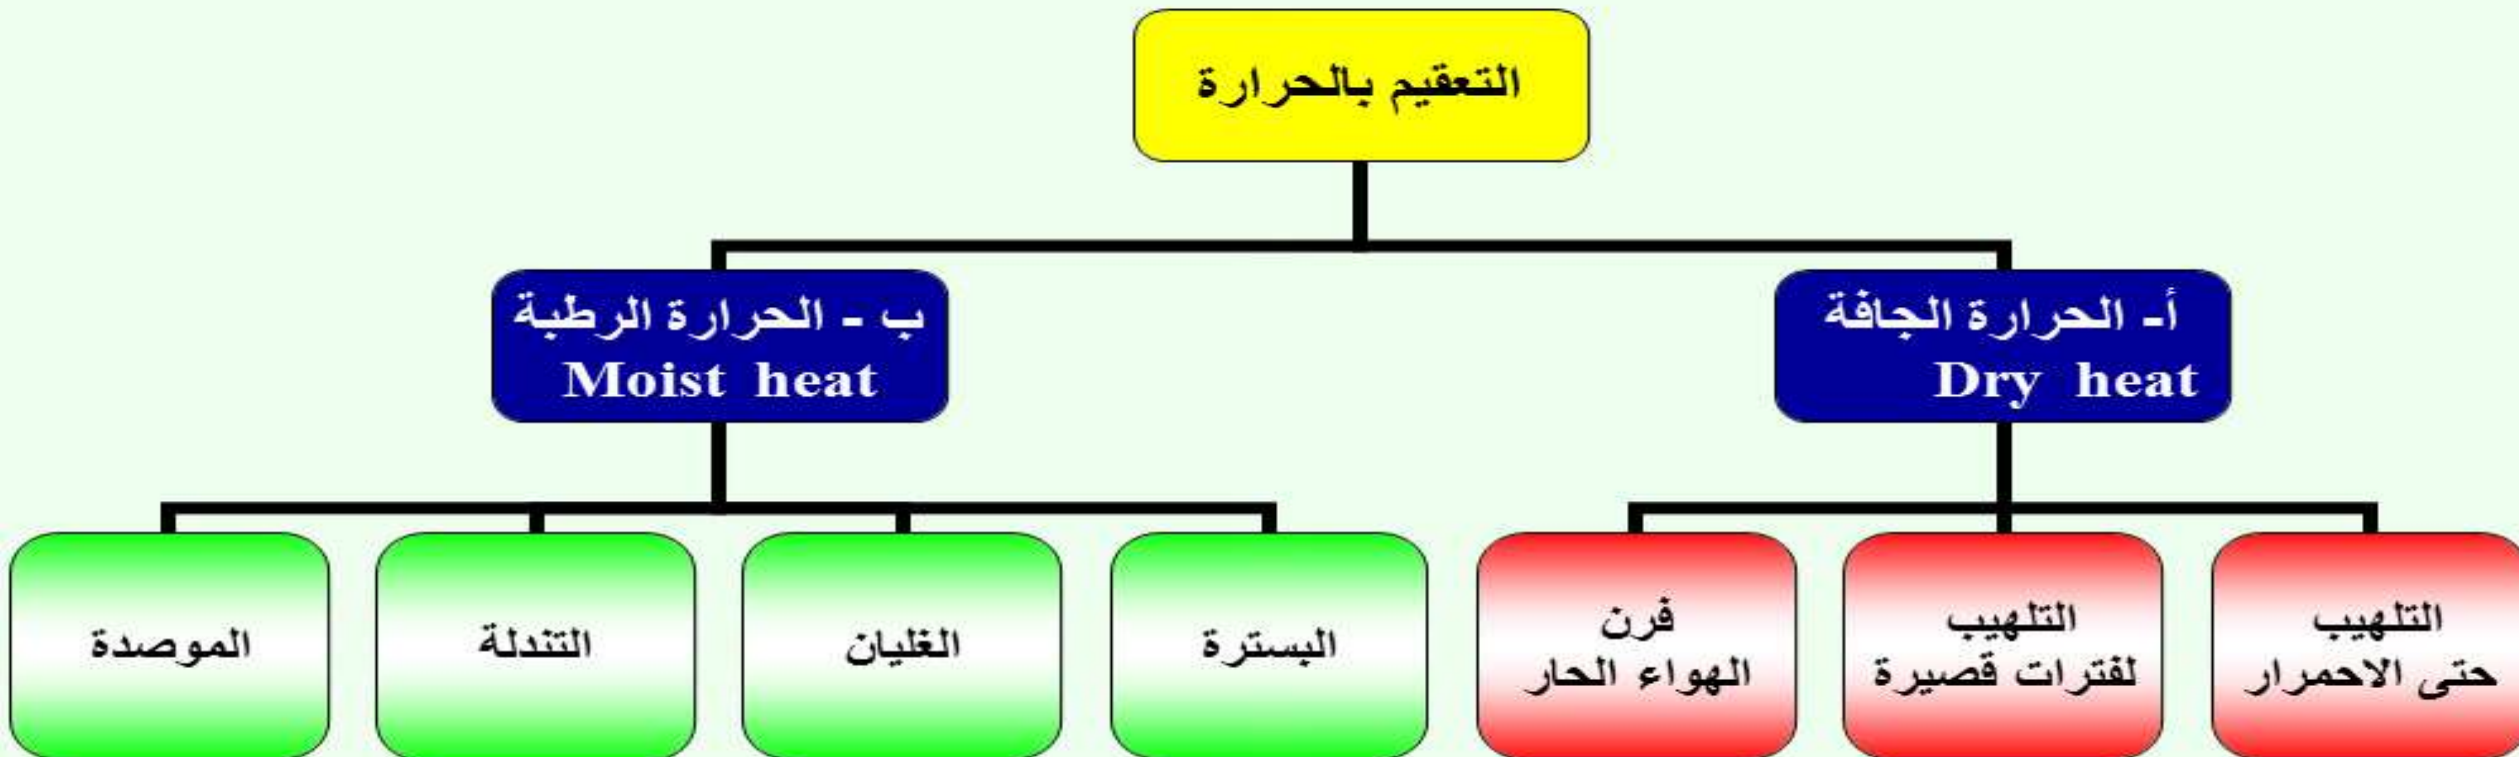 التعقيم بالحرارة
أ- الحرارة الجافة
Dry heat
ب - الحرارة الرطبة
Moist heat
التلهيب
حتى الاحمرار
التلهيب
لفترات قصيرة
فرن
الهواء الحار
البسترة
الغليان
التندلة
الموصدة